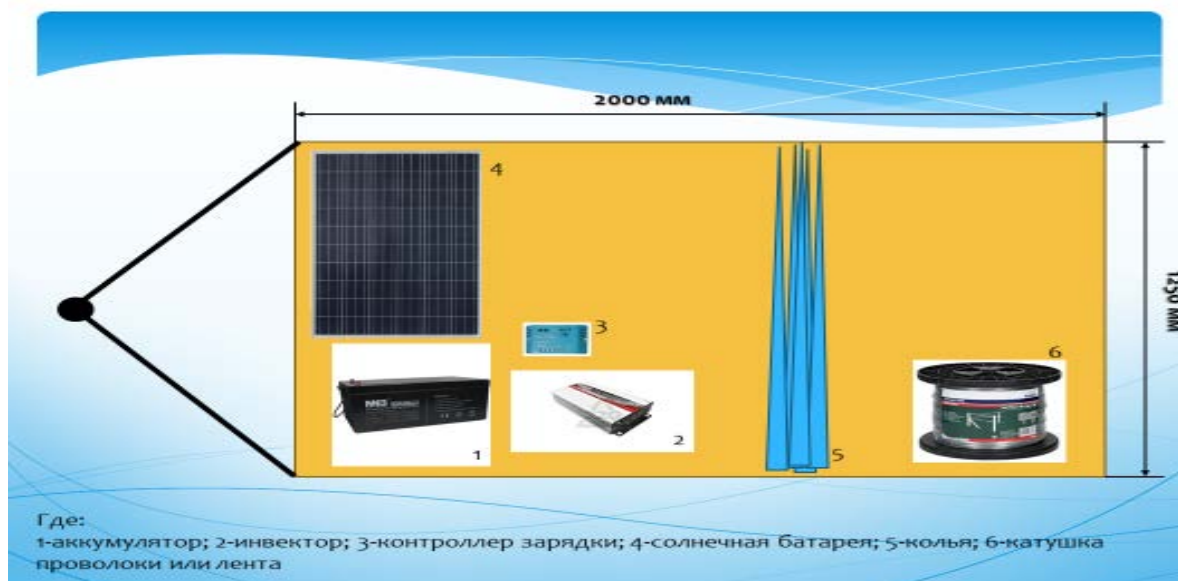 2000 мм
4
1250 мм
3
6
MHB
1
2
5
Где:
1-аккумулятор; 2-инвектор; 3-контроллер зарядки; 4-солнечная батарея; 5-колья; 6-катушка
проволоки или лента